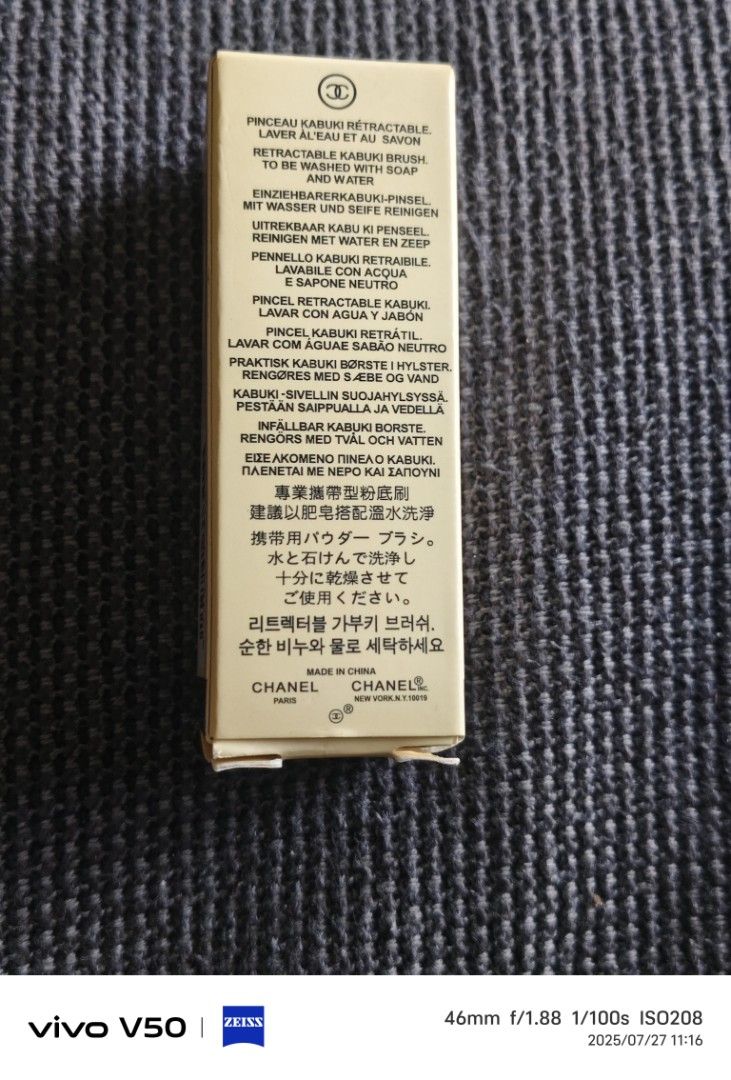 PINCEAU KABUKI RÉTRACTABLE.
LAVER ÀL'EAU ET AU SAVON
RETRACTABLE KABUKI BRUSH.
TO BE WASHED WITH SOAP
AND WATER
EINZIEHBARERKABUKI-PINSEL.
MIT WASSER UND SEIFE REINIGEN
UITREKBAAR KABU KI PENSEEL.
REINIGEN MET WATER EN ZEEP
PENNELLO KABUKI RETRAIBILE.
LAVABILE CON ACQUA
E SAPONE NEUTRO
PINCEL RETRACTABLE KABUKI.
LAVAR CON AGUA Y JABÓN
PINCEL KABUKI RETRÁTIL.
LAVAR COM ÁGUAE SABÃO NEUTRO
PRAKTISK KABUKI BØRSTE I HYLSTER.
RENGØRES MED SÆBE OG VAND
KABUKI -SIVELLIN SUOJAHYLSYSSÄ.
PESTÄÄN SAIPPUALLA JA VEDELLÄ
INFÄLLBAR KABUKI BORSTE.
RENGÖRS MED TVÅL OCH VATTEN
ΕΙΣΕΛΚΟΜΕΝΟ ΠΙΝΕΛΟ KABUKI.
ΠΛΕΝΕΤΑΙ ΜΕ ΝΕΡΟ ΚΑΙ ΣΑΠΟΥΝΙ
專業攜帶型粉底刷
建議以肥皂搭配溫水洗淨
携帯用パウダー ブラシ。
水と石けんで洗浄し
十分に乾燥させて
ご使用ください。
리트렉터블 가부키 브러쉬.
순한 비누와 물로 세탁하세요
MADE IN CHINA
CHANEL CHANEL® INC.
PARIS NEW YORK.N.Y.10019
®
vivo V50 | ZEISS
46mm f/1.88 1/100s ISO208
2025/07/27 11:16